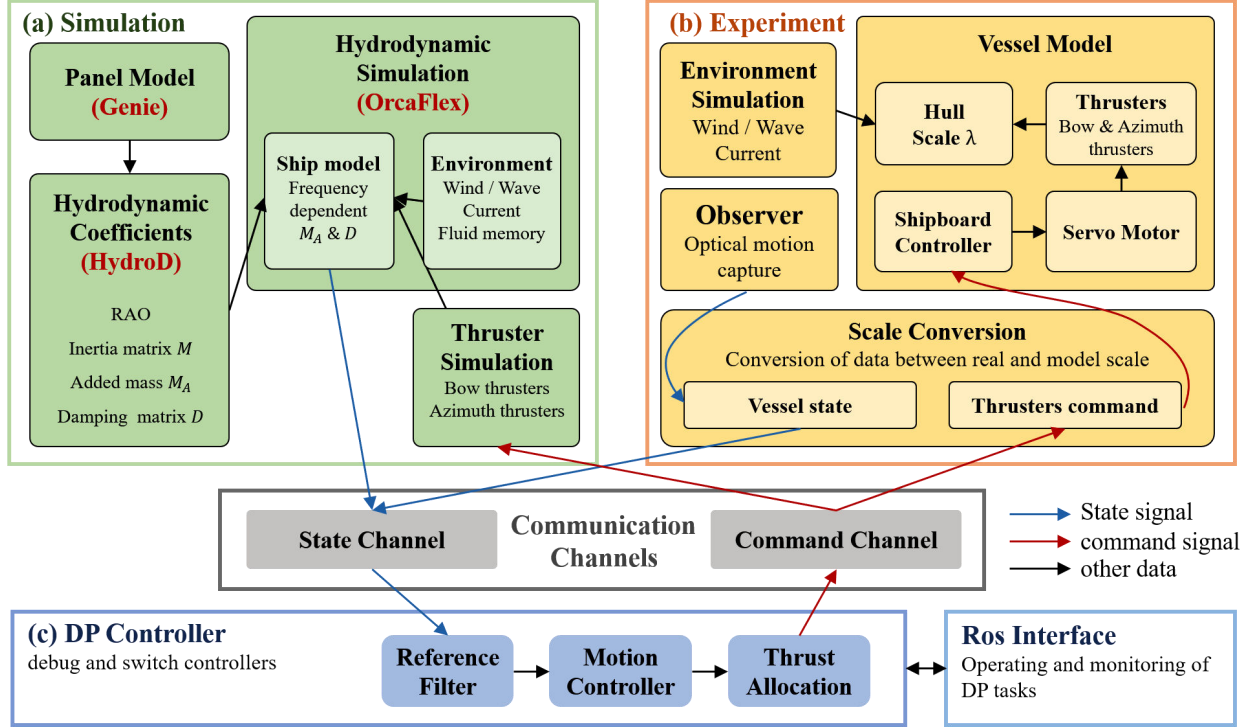 (a) Simulation
Panel Model
(Genie)
Hydrodynamic
Coefficients
(HydroD)
RAO
Inertia matrix M
Added mass M_A
Damping matrix D
Hydrodynamic
Simulation
(OrcaFlex)
Ship model
Frequency
dependent
M_A & D
Environment
Wind / Wave
Current
Fluid memory
Thruster
Simulation
Bow thrusters
Azimuth thrusters
(b) Experiment
Environment
Simulation
Wind / Wave
Current
Observer
Optical motion
capture
Vessel Model
Hull
Scale λ
Thrusters
Bow & Azimuth
thrusters
Shipboard
Controller
Servo Motor
Scale Conversion
Conversion of data between real and model scale
Vessel state
Thrusters command
State Channel
Communication
Channels
Command Channel
State signal
command signal
other data
(c) DP Controller
debug and switch controllers
Reference
Filter
Motion
Controller
Thrust
Allocation
Ros Interface
Operating and monitoring of
DP tasks